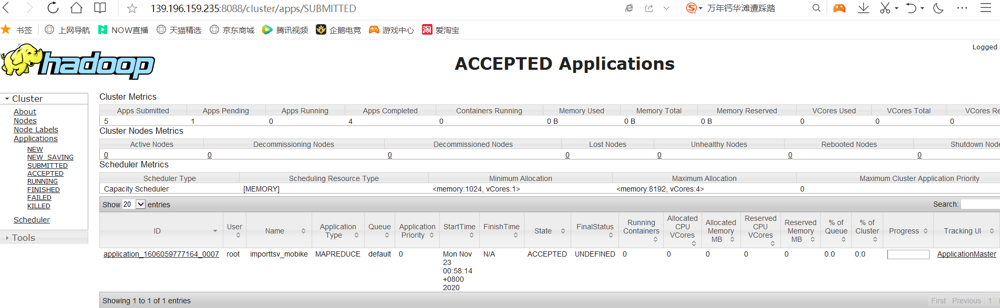 139.196.159.235:8088/cluster/apps/SUBMITTED
万年钙华滩遭踩踏
书签 上网导航 NOW直播 天猫精选 京东商城 腾讯视频 企鹅电竞 游戏中心 淘 爱淘宝
hadoop
ACCEPTED Applications
Logged
Cluster
About
Nodes
Node Labels
Applications
NEW
NEW_SAVING
SUBMITTED
ACCEPTED
RUNNING
FINISHED
FAILED
KILLED
Scheduler
Tools
Cluster Metrics
Apps Submitted Apps Pending Apps Running Apps Completed Containers Running Memory Used Memory Total Memory Reserved VCores Used VCores Total VCores Re
5 1 0 4 0 0 B 0 B 0 B 0 0 0
Cluster Nodes Metrics
Active Nodes Decommissioning Nodes Decommissioned Nodes Lost Nodes Unhealthy Nodes Rebooted Nodes Shutdown Node
0 0 0 0 0 0 0
Scheduler Metrics
Scheduler Type Scheduling Resource Type Minimum Allocation Maximum Allocation Maximum Cluster Application Priority
Capacity Scheduler [MEMORY] <memory:1024, vCores:1> <memory:8192, vCores:4> 0
Show 20 entries Search:
ID User Name Application Type Queue Application Priority StartTime FinishTime State FinalStatus Running Containers Allocated CPU VCores Allocated Memory MB Reserved CPU VCores Reserved Memory MB % of Queue % of Cluster Progress Tracking UI
application_1606059777164_0007 root importtsv_mobike MAPREDUCE default 0 Mon Nov 23 00:58:14 +0800 2020 N/A ACCEPTED UNDEFINED 0 0 0 0 0 0.0 0.0 ApplicationMaster
Showing 1 to 1 of 1 entries First Previous 1